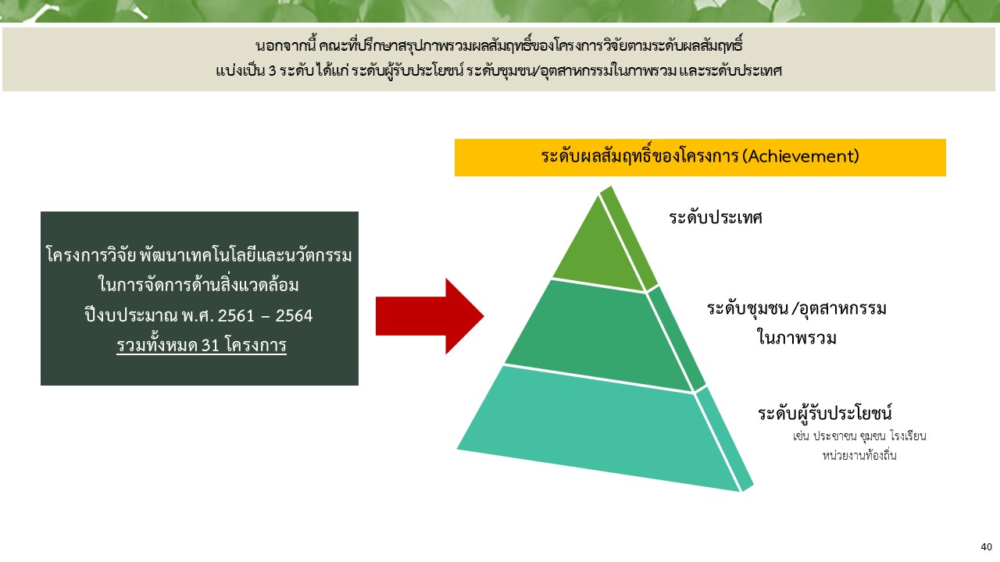 นอกจากนี้ คณะที่ปรึกษาสรุปภาพรวมผลสัมฤทธิ์ของโครงการวิจัยตามระดับผลสัมฤทธิ์
แบ่งเป็น 3 ระดับ ได้แก่ ระดับผู้รับประโยชน์ ระดับชุมชน/อุตสาหกรรมในภาพรวม และระดับประเทศ
ระดับผลสัมฤทธิ์ของโครงการ (Achievement)
โครงการวิจัย พัฒนาเทคโนโลยีและนวัตกรรม
ในการจัดการด้านสิ่งแวดล้อม
ปีงบประมาณ พ.ศ. 2561 – 2564
รวมทั้งหมด 31 โครงการ
ระดับประเทศ
ระดับชุมชน /อุตสาหกรรม
ในภาพรวม
ระดับผู้รับประโยชน์
เช่น ประชาชน ชุมชน โรงเรียน
หน่วยงานท้องถิ่น
40